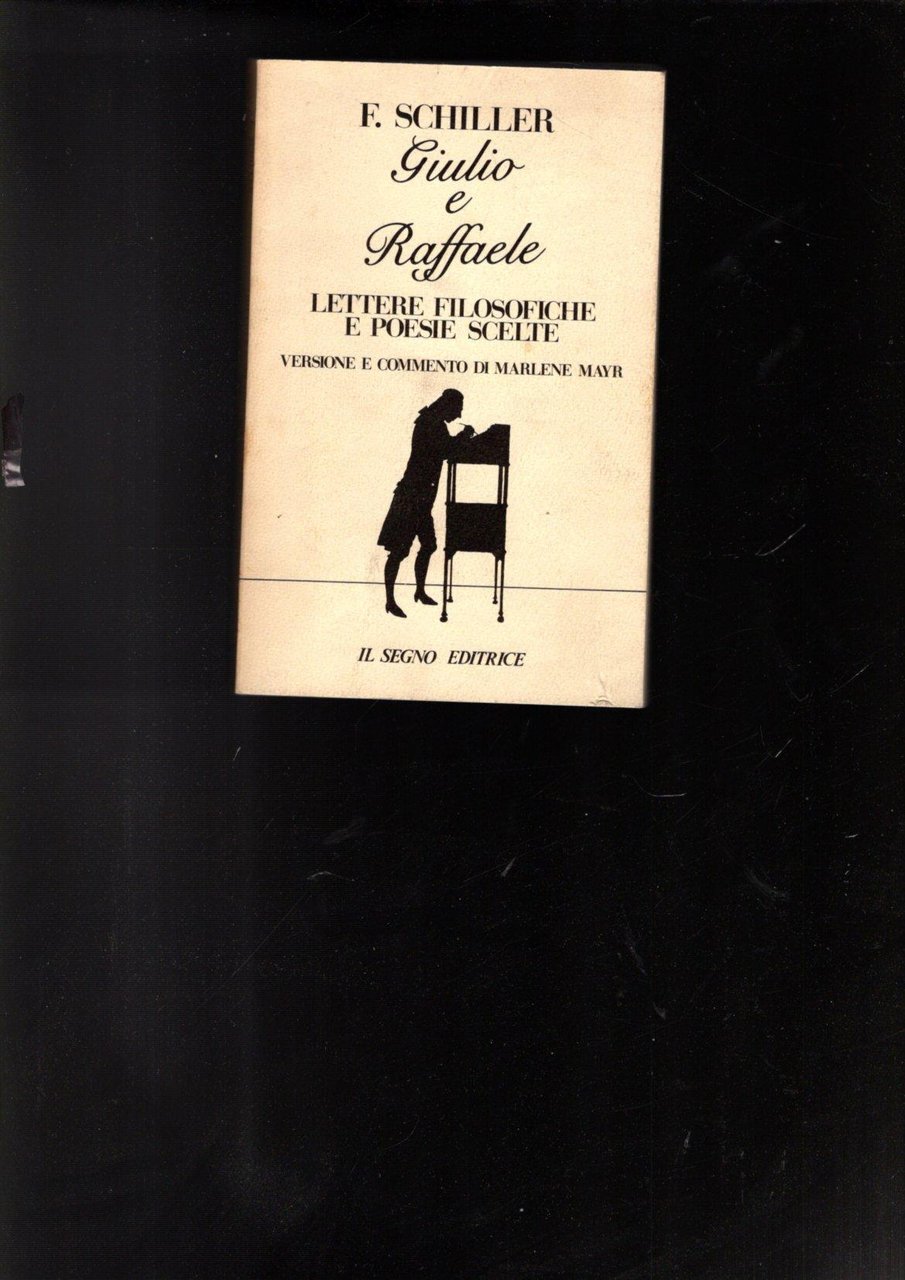 F. SCHILLER
Giulio
e
Raffaele
LETTERE FILOSOFICHE
E POESIE SCELTE
VERSIONE E COMMENTO DI MARLENE MAYR
IL SEGNO EDITRICE